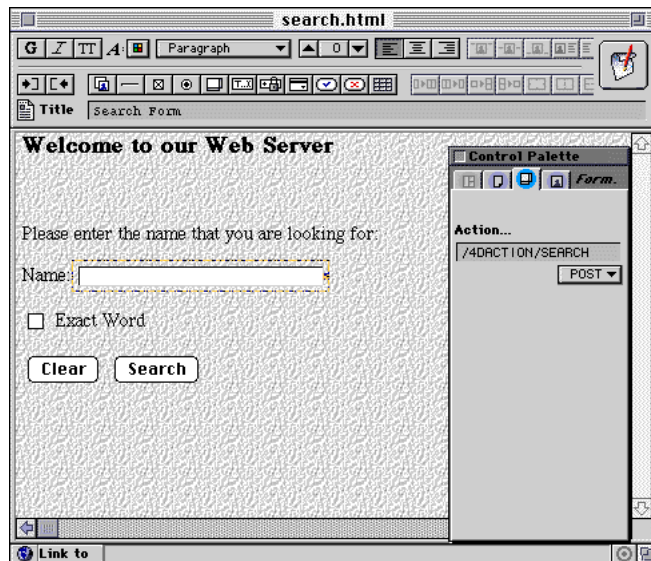 search.html
G I TT A Paragraph 0
Title Search Form
Welcome to our Web Server
Control Palette
Form.
Please enter the name that you are looking for:
Action...
/4DACTION/SEARCH
Name:
POST
Exact Word
Clear Search
Link to